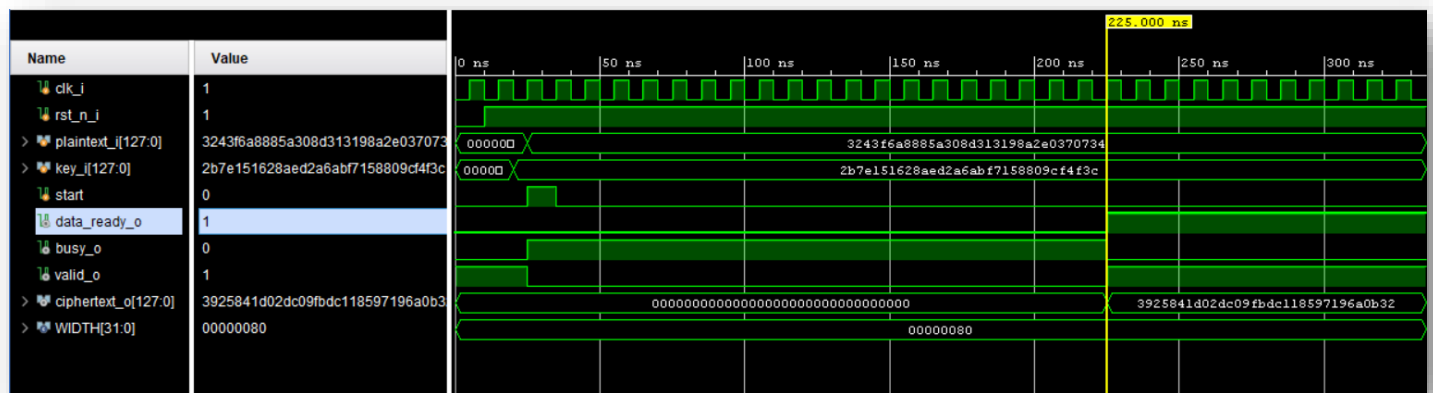 225.000 ns
Name Value
0 ns 50 ns 100 ns 150 ns 200 ns 250 ns 300 ns
clk_i 1
rst_n_i 1
plaintext_i[127:0] 3243f6a8885a308d313198a2e037073 00000 3243f6a8885a308d313198a2e0370734
key_i[127:0] 2b7e151628aed2a6abf7158809cf4f3c 0000 2b7e151628aed2a6abf7158809cf4f3c
start 0
data_ready_o 1
busy_o 0
valid_o 1
ciphertext_o[127:0] 3925841d02dc09fbdc118597196a0b3 00000000000000000000000000000000 3925841d02dc09fbdc118597196a0b32
WIDTH[31:0] 00000080 00000080